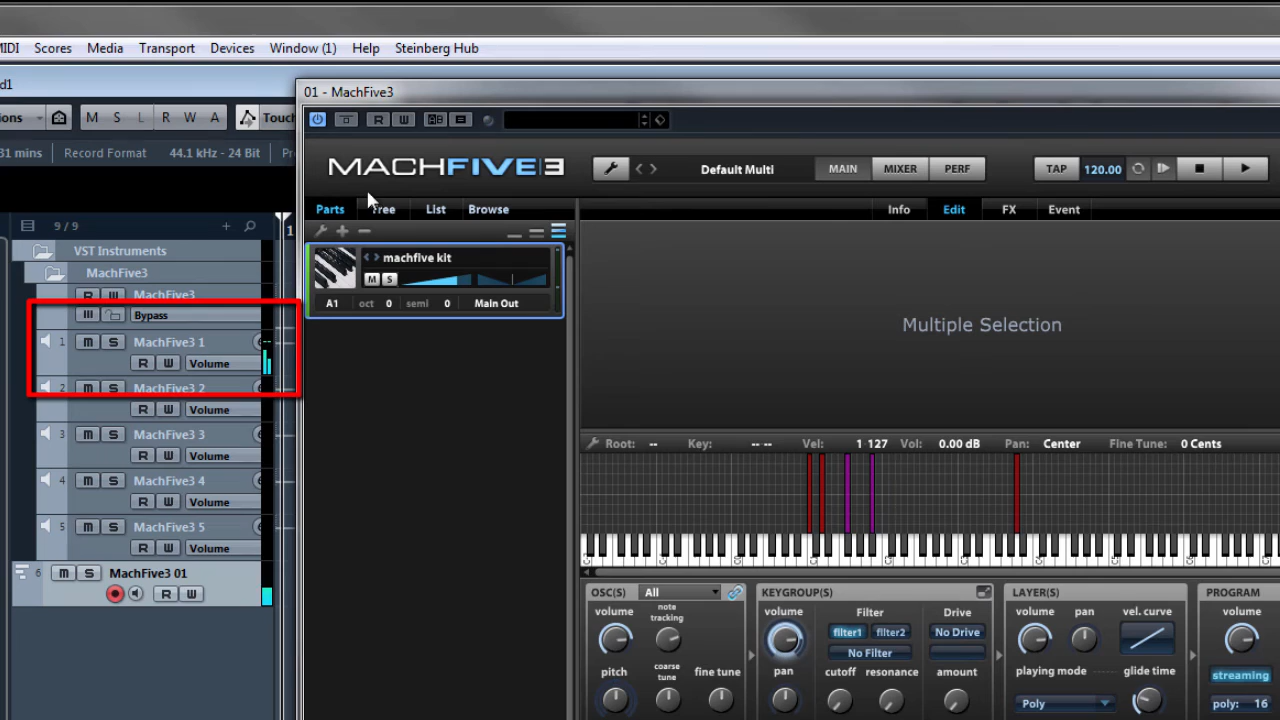 MIDI Scores Media Transport Devices Window (1) Help Steinberg Hub
01 - MachFive3
M S L R W A Touch
R W
31 mins Record Format 44.1 kHz - 24 Bit
MACHFIVE|3
Default Multi MAIN MIXER PERF TAP 120.00
Parts Tree List Browse Info Edit FX Event
9 / 9
VST Instruments
MachFive3
R W MachFive3
Bypass
machfive kit
M S
A1 oct 0 semi 0 Main Out
Multiple Selection
1 m S MachFive3 1
R W Volume
2 m S MachFive3 2
R W Volume
3 m S MachFive3 3
R W Volume
4 m S MachFive3 4
R W Volume
5 m S MachFive3 5
R W Volume
6 m S MachFive3 01
R W
Root: -- Key: -- -- Vel: 1 127 Vol: 0.00 dB Pan: Center Fine Tune: 0 Cents
OSC(S) All KEYGROUP(S) LAYER(S) PROGRAM
volume note tracking volume Filter Drive volume pan vel. curve volume
filter1 filter2 No Drive
No Filter
pitch coarse tune fine tune pan cutoff resonance amount playing mode glide time streaming
Poly poly: 16